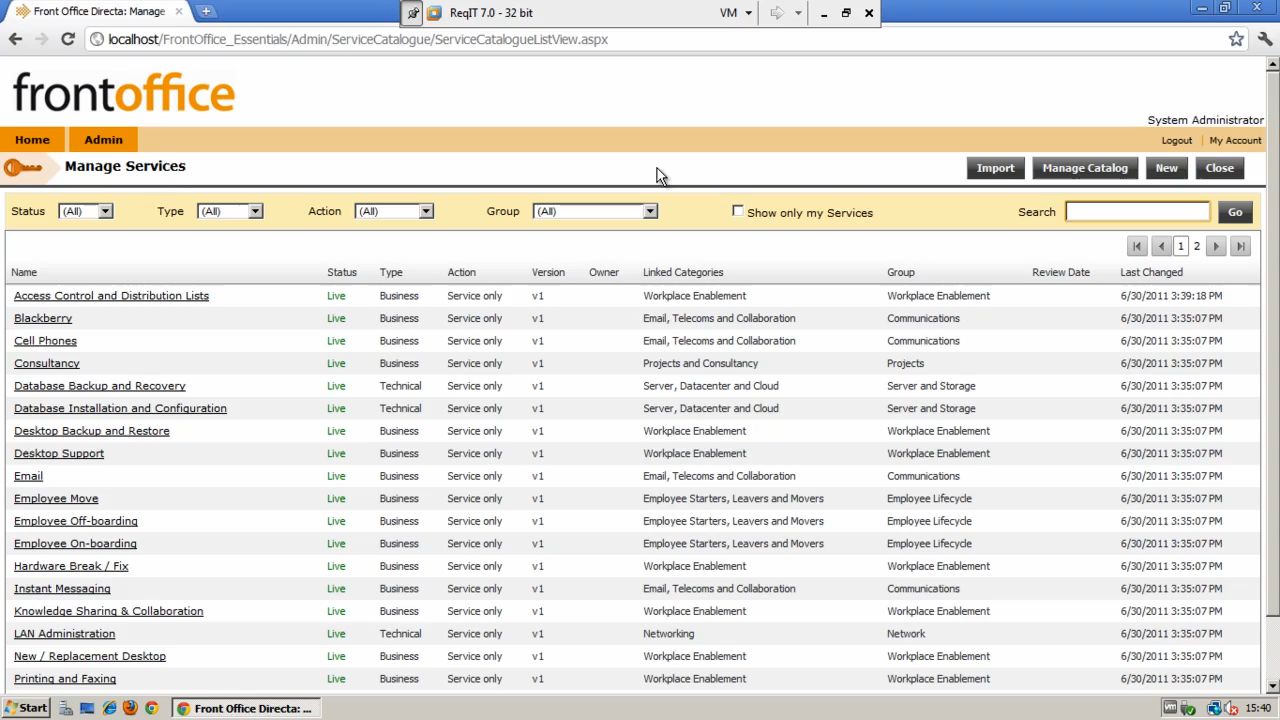 Front Office Directa: Manage
ReqIT 7.0 - 32 bit
VM
localhost/FrontOffice_Essentials/Admin/ServiceCatalogue/ServiceCatalogueListView.aspx
frontoffice
System Administrator
Home Admin
Logout My Account
Manage Services
Import Manage Catalog New Close
Status (All) Type (All) Action (All) Group (All) Show only my Services Search Go
1 2
Name Status Type Action Version Owner Linked Categories Group Review Date Last Changed
Access Control and Distribution Lists Live Business Service only v1 Workplace Enablement Workplace Enablement 6/30/2011 3:39:18 PM
Blackberry Live Business Service only v1 Email, Telecoms and Collaboration Communications 6/30/2011 3:35:07 PM
Cell Phones Live Business Service only v1 Email, Telecoms and Collaboration Communications 6/30/2011 3:35:07 PM
Consultancy Live Business Service only v1 Projects and Consultancy Projects 6/30/2011 3:35:07 PM
Database Backup and Recovery Live Technical Service only v1 Server, Datacenter and Cloud Server and Storage 6/30/2011 3:35:07 PM
Database Installation and Configuration Live Technical Service only v1 Server, Datacenter and Cloud Server and Storage 6/30/2011 3:35:07 PM
Desktop Backup and Restore Live Business Service only v1 Workplace Enablement Workplace Enablement 6/30/2011 3:35:07 PM
Desktop Support Live Business Service only v1 Workplace Enablement Workplace Enablement 6/30/2011 3:35:07 PM
Email Live Business Service only v1 Email, Telecoms and Collaboration Communications 6/30/2011 3:35:07 PM
Employee Move Live Business Service only v1 Employee Starters, Leavers and Movers Employee Lifecycle 6/30/2011 3:35:07 PM
Employee Off-boarding Live Business Service only v1 Employee Starters, Leavers and Movers Employee Lifecycle 6/30/2011 3:35:07 PM
Employee On-boarding Live Business Service only v1 Employee Starters, Leavers and Movers Employee Lifecycle 6/30/2011 3:35:07 PM
Hardware Break / Fix Live Business Service only v1 Workplace Enablement Workplace Enablement 6/30/2011 3:35:07 PM
Instant Messaging Live Business Service only v1 Email, Telecoms and Collaboration Communications 6/30/2011 3:35:07 PM
Knowledge Sharing & Collaboration Live Business Service only v1 Workplace Enablement Workplace Enablement 6/30/2011 3:35:07 PM
LAN Administration Live Technical Service only v1 Networking Network 6/30/2011 3:35:07 PM
New / Replacement Desktop Live Business Service only v1 Workplace Enablement Workplace Enablement 6/30/2011 3:35:07 PM
Printing and Faxing Live Business Service only v1 Workplace Enablement Workplace Enablement 6/30/2011 3:35:07 PM
Start Front Office Directa: ... vm 15:40